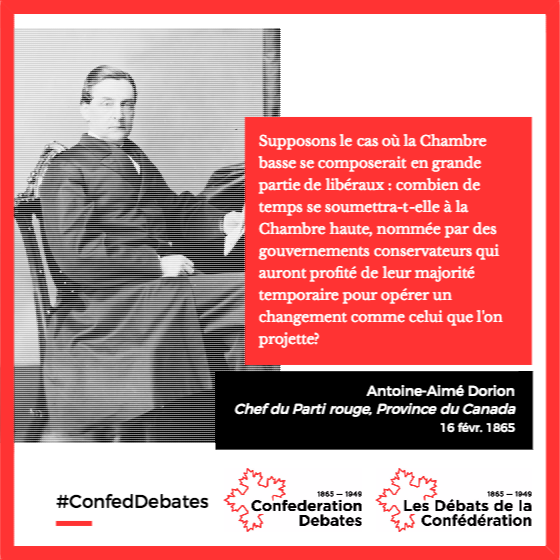 Supposons le cas où la Chambre
basse se composerait en grande
partie de libéraux : combien de
temps se soumettra-t-elle à la
Chambre haute, nommée par des
gouvernements conservateurs qui
auront profité de leur majorité
temporaire pour opérer un
changement comme celui que l'on
projette?
Antoine-Aimé Dorion
Chef du Parti rouge, Province du Canada
16 févr. 1865
#ConfedDebates
1865 — 1949
Confederation
Debates
1865 — 1949
Les Débats de la
Confédération